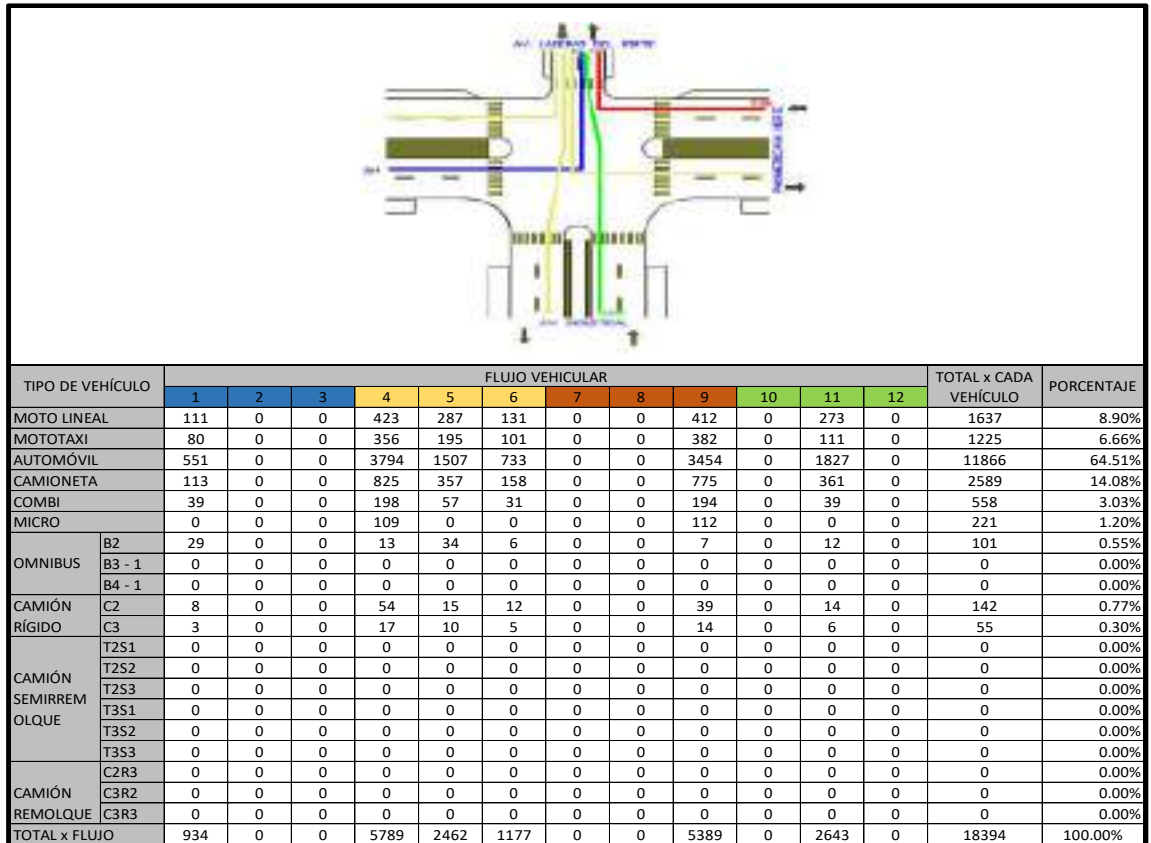 TIPO DE VEHÍCULO FLUJO VEHICULAR TOTAL x CADA VEHÍCULO PORCENTAJE
1 2 3 4 5 6 7 8 9 10 11 12
MOTO LINEAL 111 0 0 423 287 131 0 0 412 0 273 0 1637 8.90%
MOTOTAXI 80 0 0 356 195 101 0 0 382 0 111 0 1225 6.66%
AUTOMÓVIL 551 0 0 3794 1507 733 0 0 3454 0 1827 0 11866 64.51%
CAMIONETA 113 0 0 825 357 158 0 0 775 0 361 0 2589 14.08%
COMBI 39 0 0 198 57 31 0 0 194 0 39 0 558 3.03%
MICRO 0 0 0 109 0 0 0 0 112 0 0 0 221 1.20%
OMNIBUS B2 29 0 0 13 34 6 0 0 7 0 12 0 101 0.55%
B3 - 1 0 0 0 0 0 0 0 0 0 0 0 0 0 0.00%
B4 - 1 0 0 0 0 0 0 0 0 0 0 0 0 0 0.00%
CAMIÓN RÍGIDO C2 8 0 0 54 15 12 0 0 39 0 14 0 142 0.77%
C3 3 0 0 17 10 5 0 0 14 0 6 0 55 0.30%
CAMIÓN SEMIRREM OLQUE T2S1 0 0 0 0 0 0 0 0 0 0 0 0 0 0.00%
T2S2 0 0 0 0 0 0 0 0 0 0 0 0 0 0.00%
T2S3 0 0 0 0 0 0 0 0 0 0 0 0 0 0.00%
T3S1 0 0 0 0 0 0 0 0 0 0 0 0 0 0.00%
T3S2 0 0 0 0 0 0 0 0 0 0 0 0 0 0.00%
T3S3 0 0 0 0 0 0 0 0 0 0 0 0 0 0.00%
CAMIÓN REMOLQUE C2R3 0 0 0 0 0 0 0 0 0 0 0 0 0 0.00%
C3R2 0 0 0 0 0 0 0 0 0 0 0 0 0 0.00%
C3R3 0 0 0 0 0 0 0 0 0 0 0 0 0 0.00%
TOTAL x FLUJO 934 0 0 5789 2462 1177 0 0 5389 0 2643 0 18394 100.00%